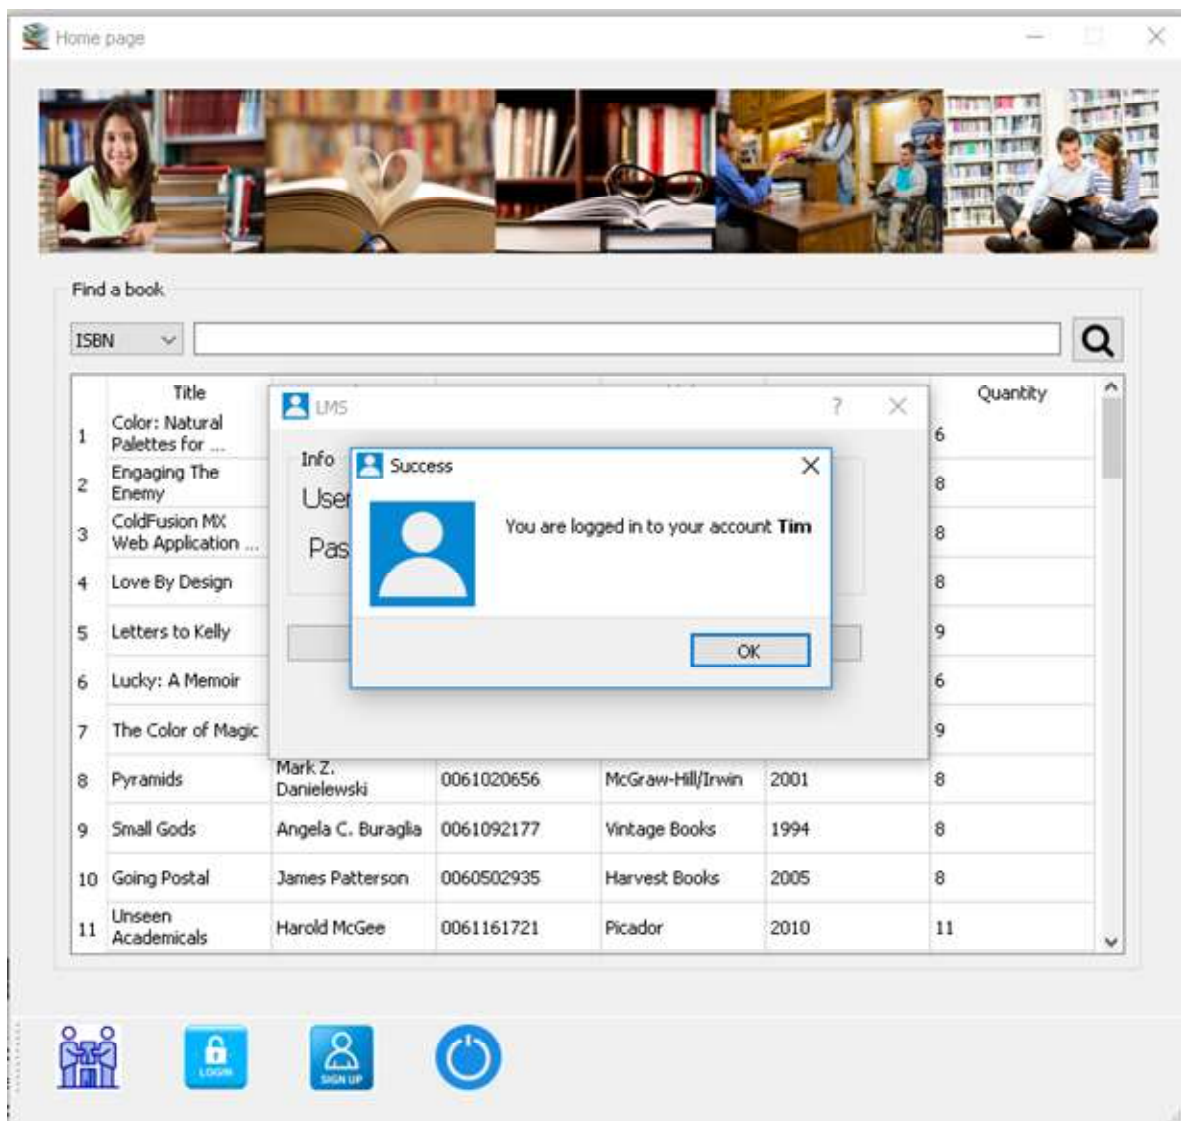 Home page
Find a book
ISBN
Title
Quantity
1
Color: Natural
Palettes for ...
6
2
Engaging The
Enemy
8
3
ColdFusion MX
Web Application ...
8
4 Love By Design
8
5 Letters to Kelly
9
6 Lucky: A Memoir
6
7 The Color of Magic
9
LMS
?
Info
User
Pas
Success
You are logged in to your account Tim
OK
8 Pyramids
Mark Z.
Danielewski
0061020656 McGraw-Hill/Irwin 2001 8
9 Small Gods Angela C. Buraglia 0061092177 Vintage Books 1994 8
10 Going Postal James Patterson 0060502935 Harvest Books 2005 8
11
Unseen
Academicals
Harold McGee 0061161721 Picador 2010 11
LOGIN
SIGN UP